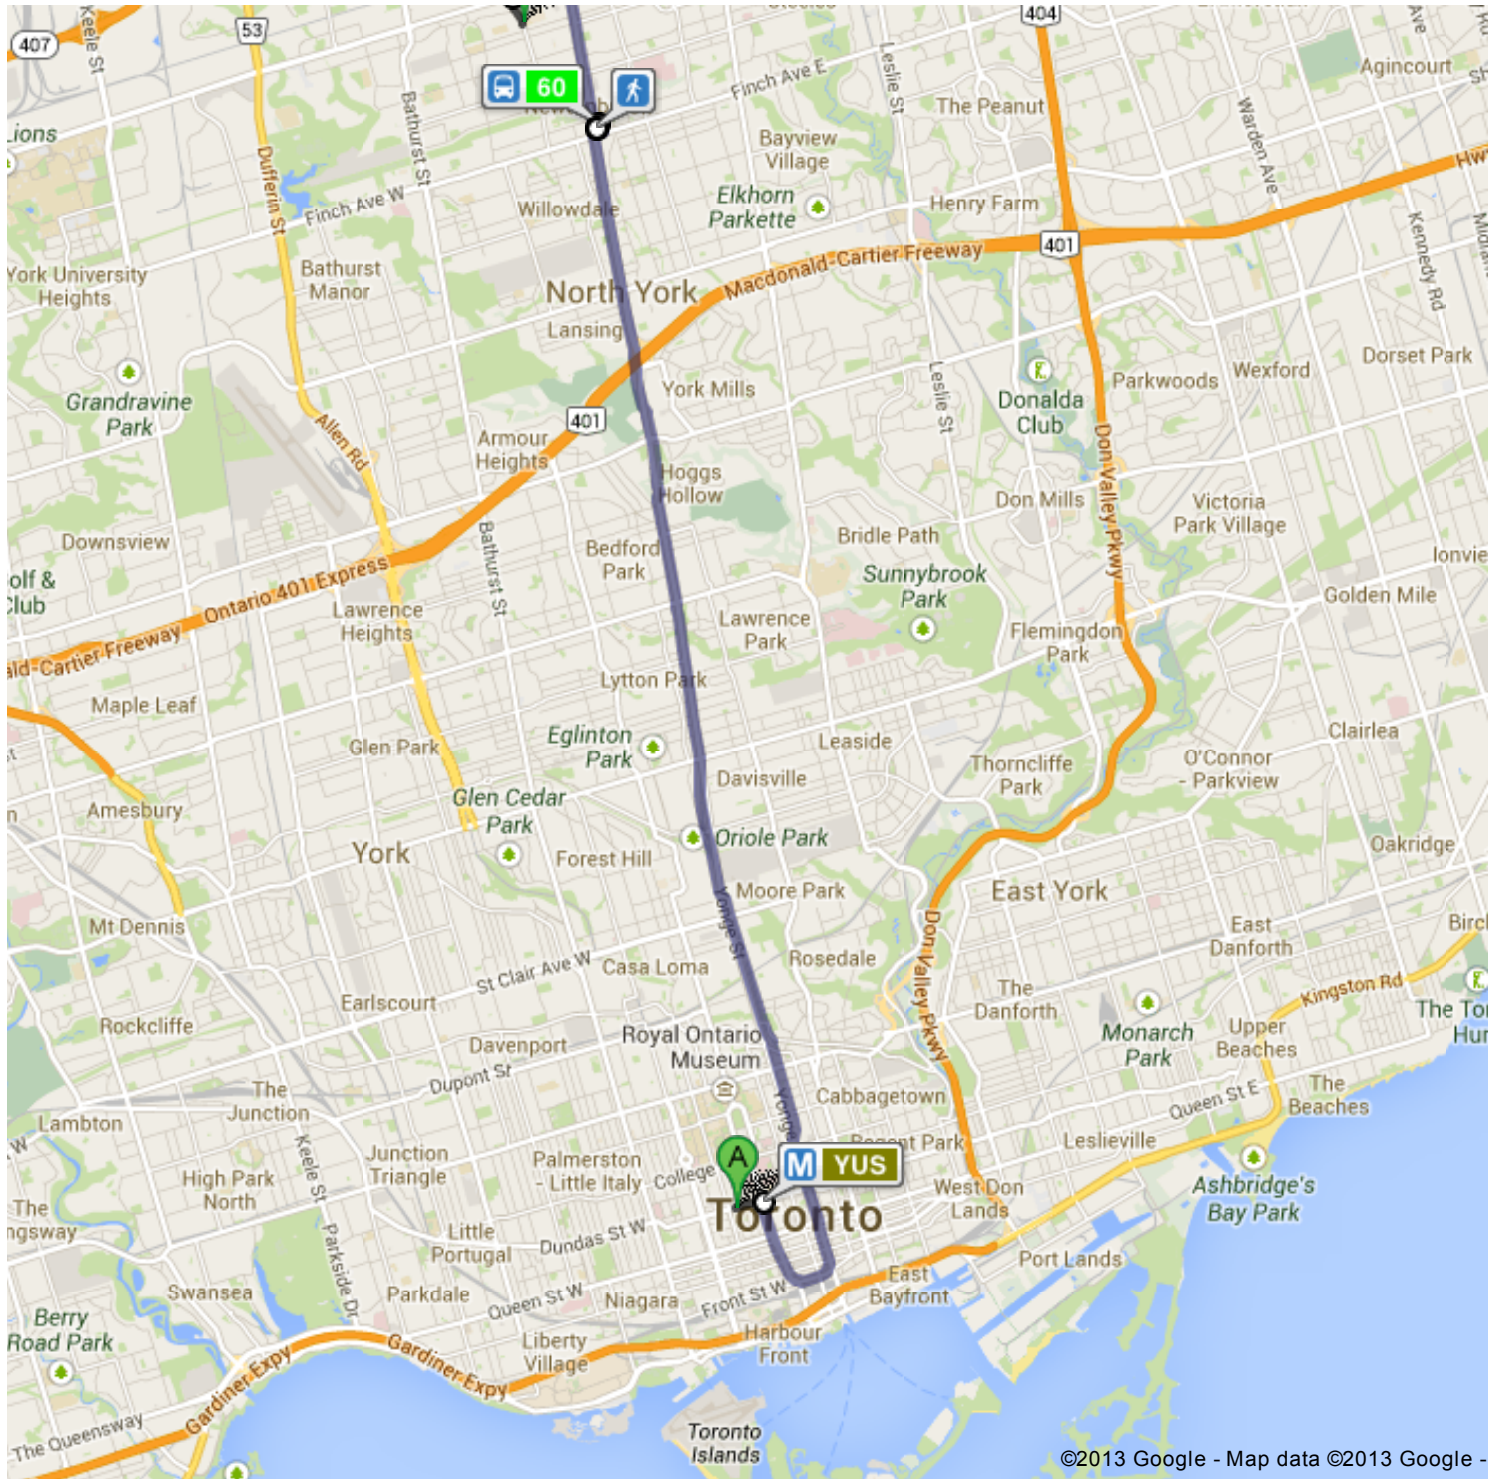 404
407
Keele St
53
Leslie St
Finch Ave E
Agincourt
60
The Peanut
Lions
Bathurst St
Bayview
Village
Warden Ave
Dufferin St
Finch Ave W
Willowdale
Elkhorn
Parkette
Henry Farm
Kennedy Rd
401
York University
Heights
Bathurst
Manor
North York
Macdonald-Cartier Freeway
Lansing
Grandravine
Park
York Mills
Leslie St
Donalda
Club
Parkwoods
Wexford
Dorset Park
401
Allen Rd
Armour
Heights
Hoggs
Hollow
Don Mills
Don Valley Pkwy
Victoria
Park Village
Downsview
Bathurst St
Bedford
Park
Bridle Path
olf &
Club
Ontario 401 Express
Sunnybrook
Park
Golden Mile
Lawrence
Heights
Lawrence
Park
Flemingdon
Park
ald-Cartier Freeway
Lytton Park
Maple Leaf
Glen Park
Eglinton
Park
Leaside
Clairlea
Davisville
Thorncliffe
Park
O'Connor
- Parkview
Amesbury
Glen Cedar
Park
Oriole Park
York
Forest Hill
Oakridge
Moore Park
East York
Mt Dennis
Yonge St
Don Valley Pkwy
East
Danforth
St Clair Ave W
Casa Loma
Rosedale
Kingston Rd
Earlscourt
The
Danforth
Rockcliffe
Royal Ontario
Museum
Monarch
Park
Upper
Beaches
Davenport
Dupont St
The
Junction
Cabbagetown
Queen St E
The
Beaches
Lambton
Yonge
Keele St
Junction
Triangle
Regent Park
Leslieville
High Park
North
Palmerston
- Little Italy
College
A
M YUS
West Don
Lands
Ashbridge's
Bay Park
The
ngsway
Toronto
Parkside Dr
Little
Portugal
Dundas St W
Port Lands
Swansea
Parkdale
Queen St W
Niagara
Front St W
East
Bayfront
Berry
Road Park
Gardiner Expy
Gardiner Expy
Liberty
Village
Harbour
Front
The Queensway
Toronto
Islands
©2013 Google - Map data ©2013 Google -